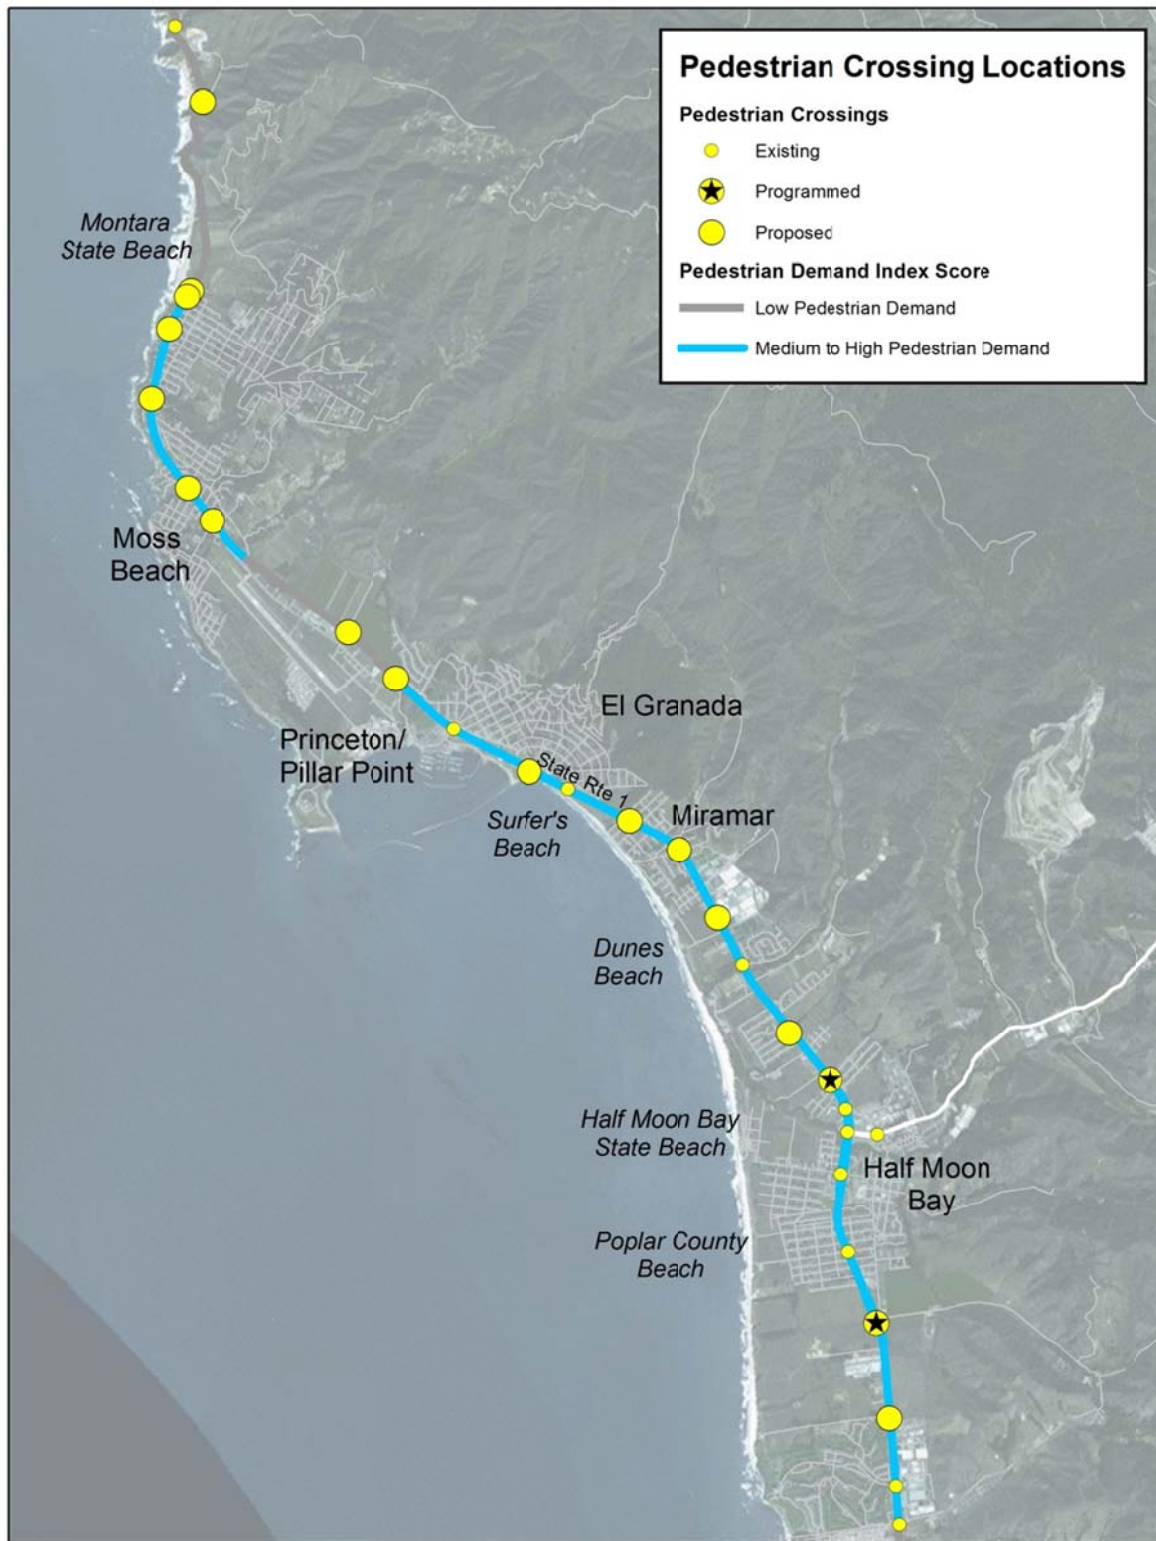 Pedestrian Crossing Locations
Pedestrian Crossings
Existing
Programmed
Proposed
Pedestrian Demand Index Score
Low Pedestrian Demand
Medium to High Pedestrian Demand
Montara
State Beach
Moss
Beach
El Granada
Princeton/
Pillar Point
State Rte 1
Surfer's
Beach
Miramar
Dunes
Beach
Half Moon Bay
State Beach
Half Moon
Bay
Poplar County
Beach